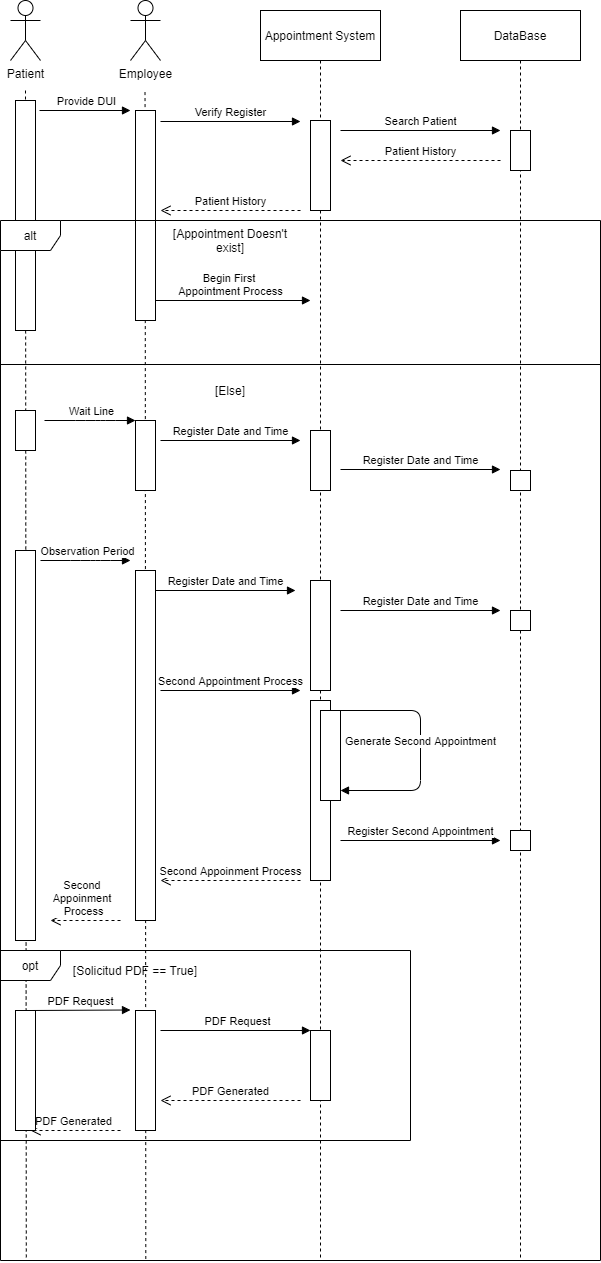 Patient
Employee
Appointment System
DataBase
Provide DUI
Verify Register
Search Patient
Patient History
Patient History
alt
[Appointment Doesn't
exist]
Begin First
Appointment Process
[Else]
Wait Line
Register Date and Time
Register Date and Time
Observation Period
Register Date and Time
Register Date and Time
Second Appointment Process
Generate Second Appointment
Register Second Appointment
Second Appoinment Process
Second
Appoinment
Process
opt
[Solicitud PDF == True]
PDF Request
PDF Request
PDF Generated
PDF Generated